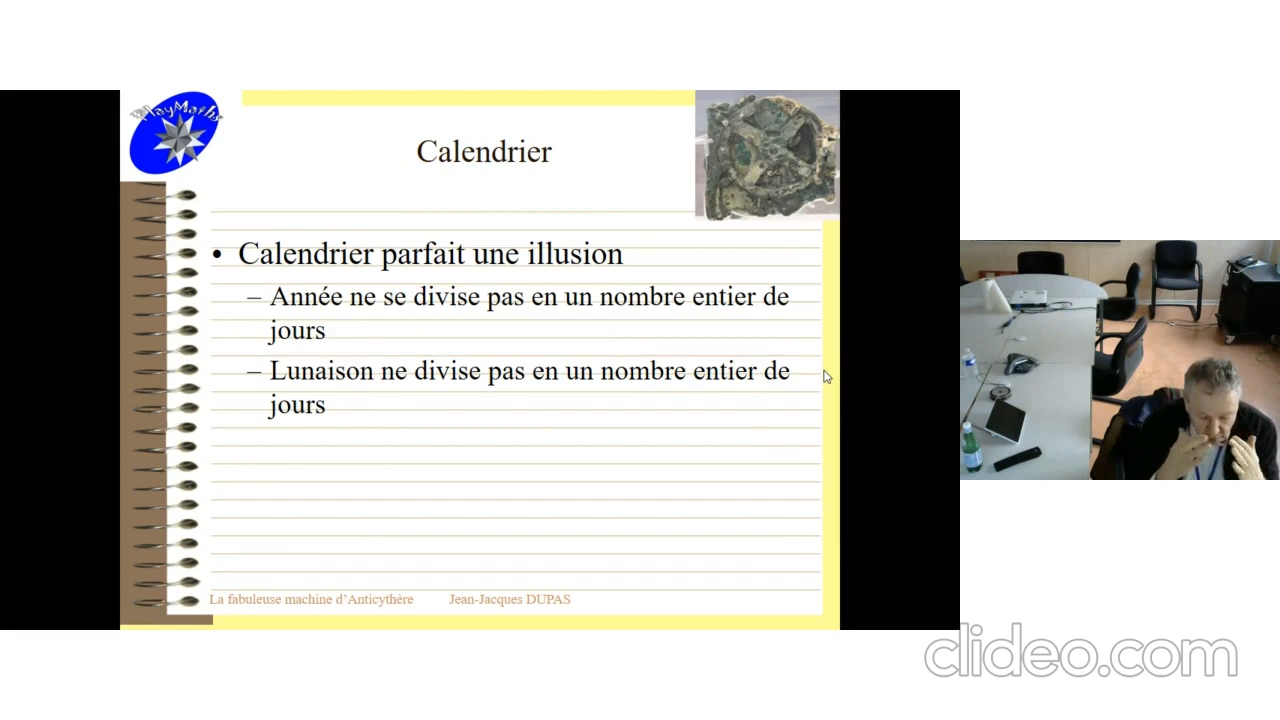 PlayMaths
Calendrier
• Calendrier parfait une illusion
– Année ne se divise pas en un nombre entier de
jours
– Lunaison ne divise pas en un nombre entier de
jours
La fabuleuse machine d’Anticythère Jean-Jacques DUPAS
clideo.com